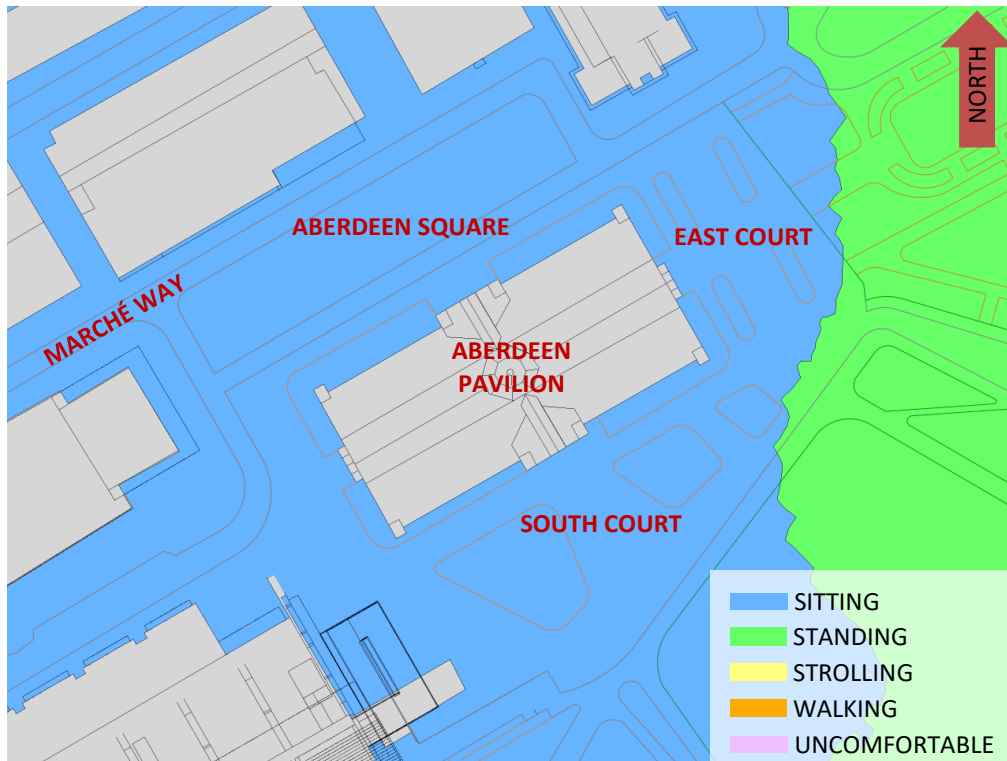 NORTH
ABERDEEN SQUARE
EAST COURT
MARCHÉ WAY
ABERDEEN
PAVILION
SOUTH COURT
SITTING
STANDING
STROLLING
WALKING
UNCOMFORTABLE